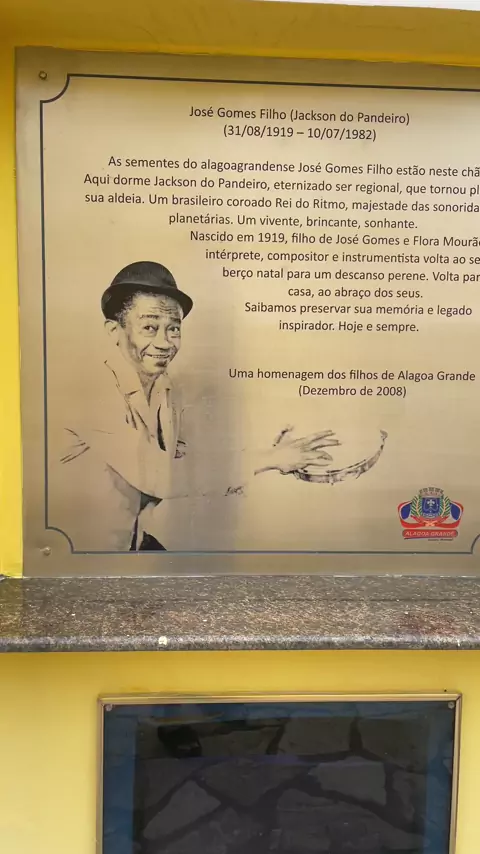 José Gomes Filho (Jackson do Pandeiro)
(31/08/1919 – 10/07/1982)
As sementes do alagoagrandense José Gomes Filho estão neste chã
Aqui dorme Jackson do Pandeiro, eternizado ser regional, que tornou pl
sua aldeia. Um brasileiro coroado Rei do Ritmo, majestade das sonorida
planetárias. Um vivente, brincante, sonhante.
Nascido em 1919, filho de José Gomes e Flora Mourão
intérprete, compositor e instrumentista volta ao se
berço natal para um descanso perene. Volta par
casa, ao abraço dos seus.
Saibamos preservar sua memória e legado
inspirador. Hoje e sempre.
Uma homenagem dos filhos de Alagoa Grande
(Dezembro de 2008)
ALAGOA GRANDE